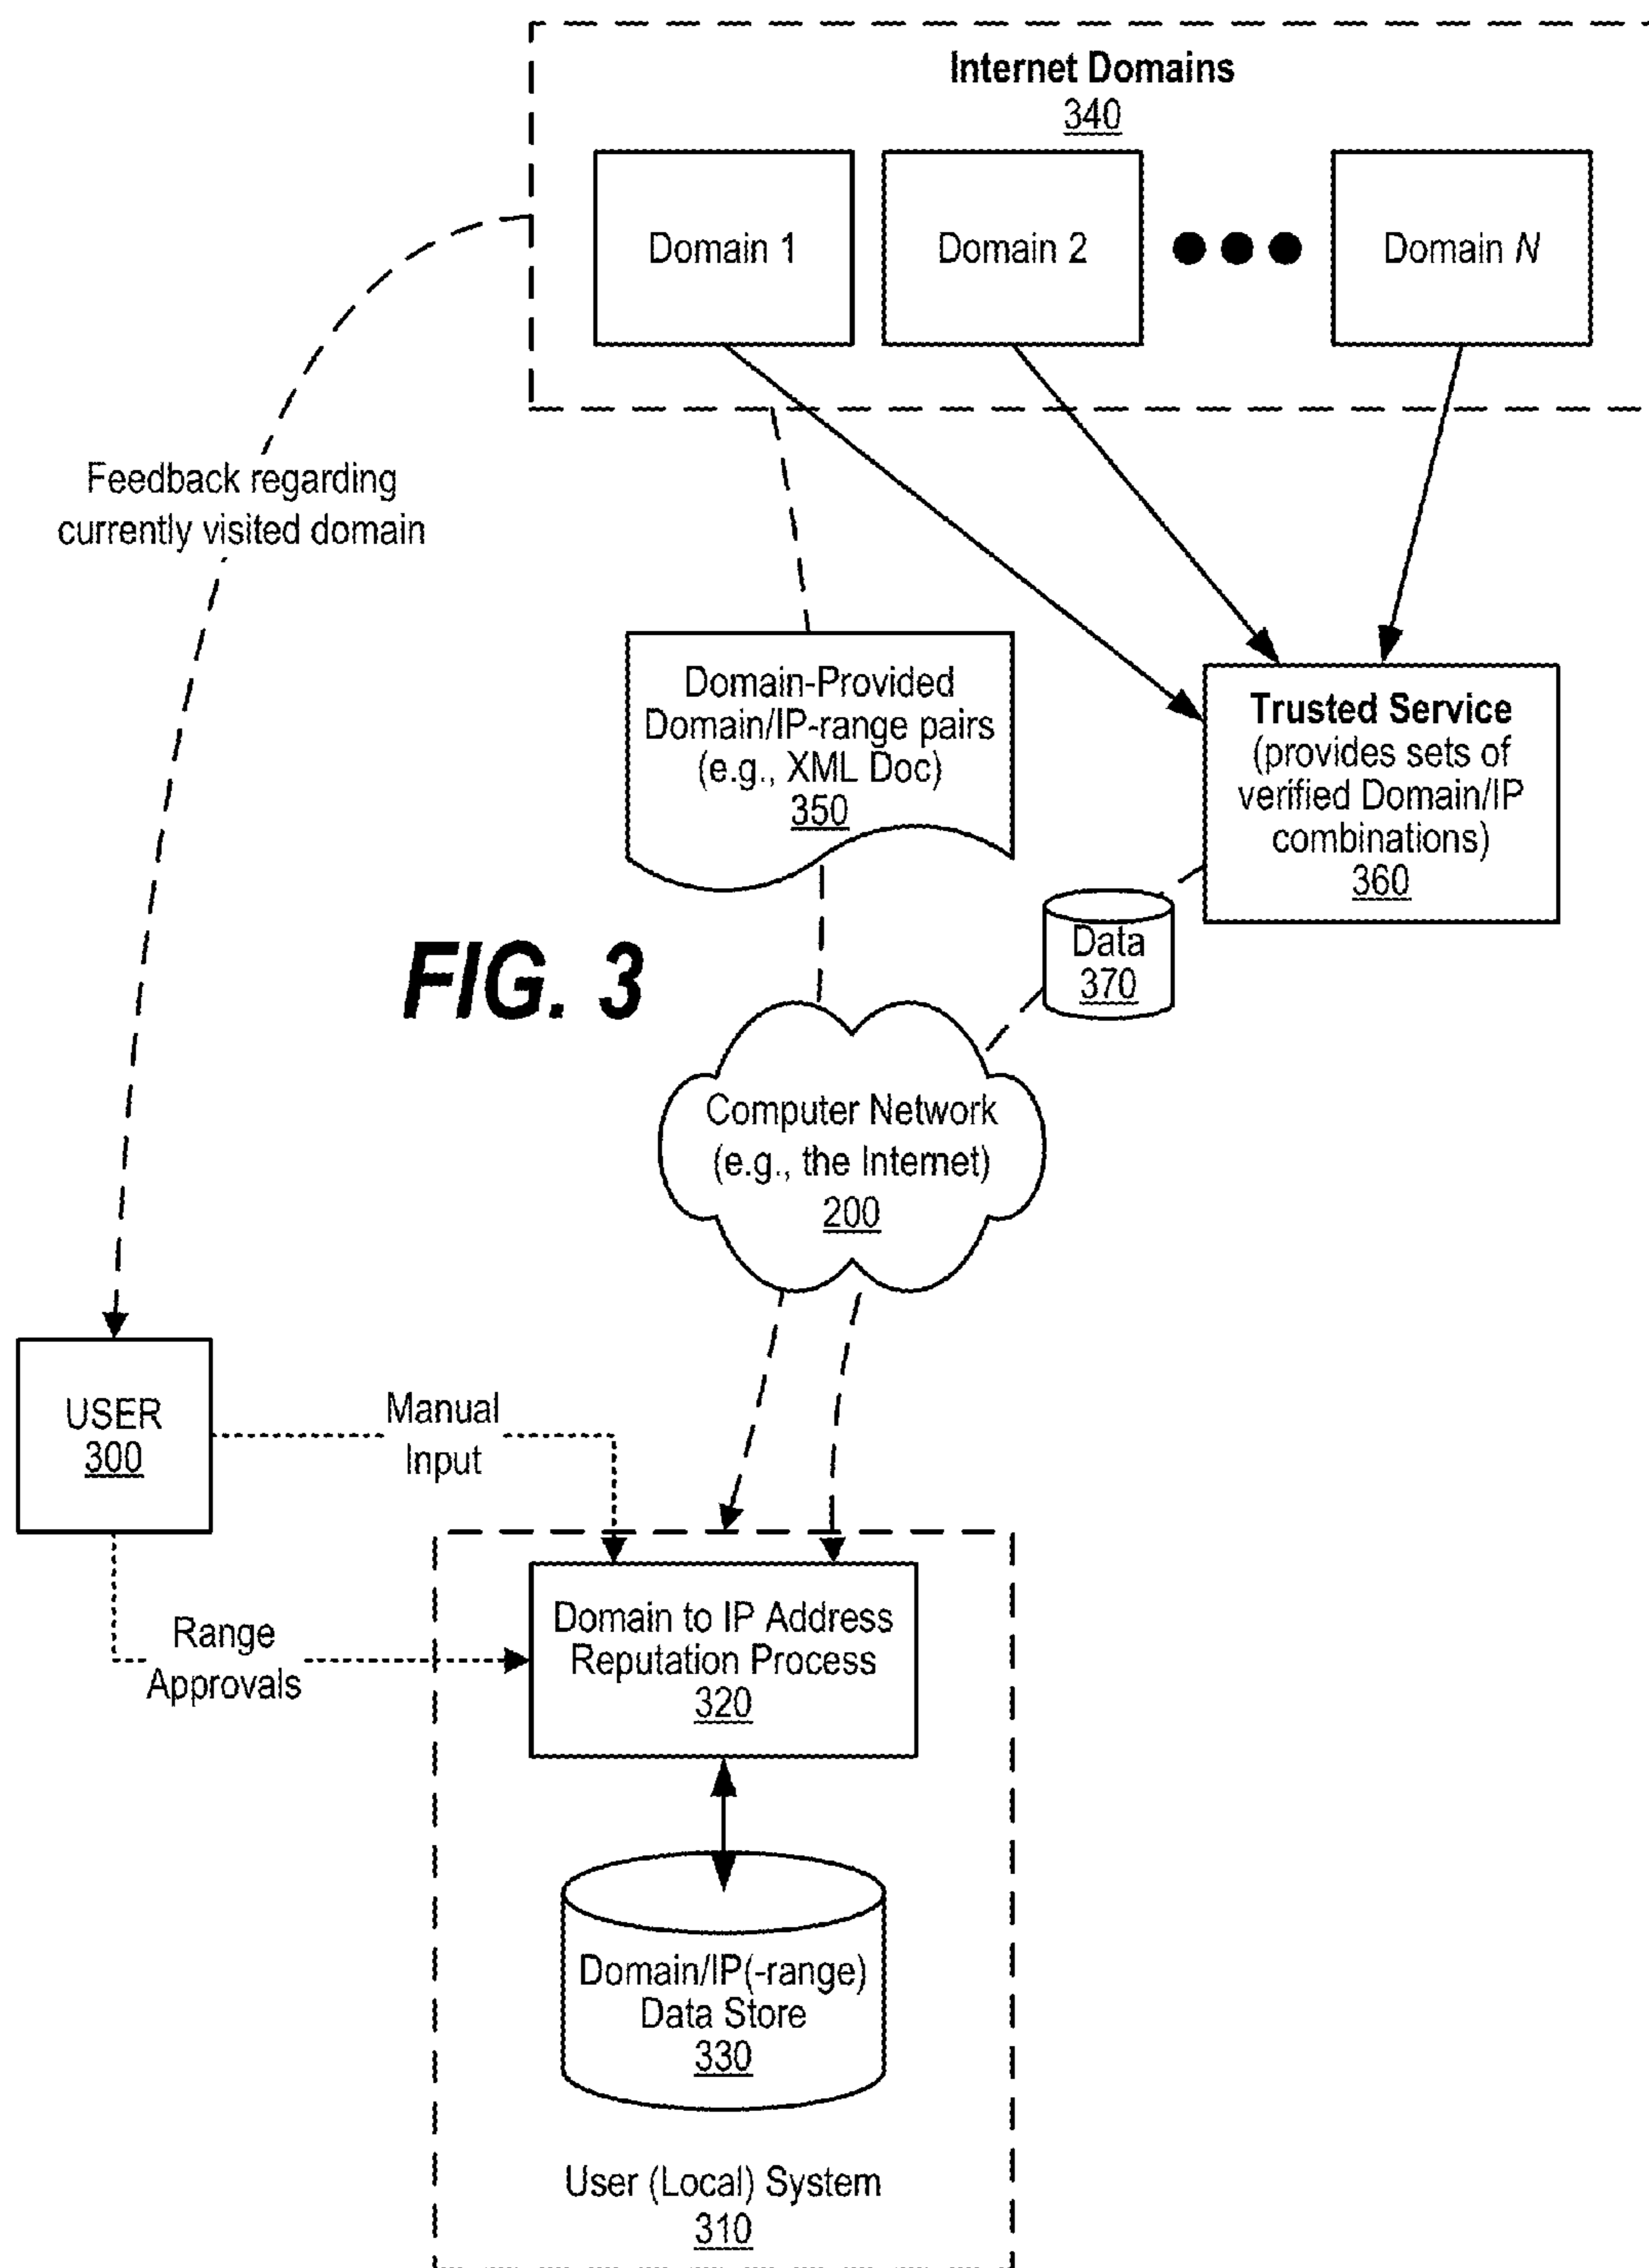 Internet Domains
340
Domain 1
Domain 2
Domain N
Feedback regarding
currently visited domain
Domain-Provided
Domain/IP-range pairs
(e.g., XML Doc)
350
Trusted Service
(provides sets of
verified Domain/IP
combinations)
360
Data
370
FIG. 3
Computer Network
(e.g., the Internet)
200
USER
300
Manual
Input
Range
Approvals
Domain to IP Address
Reputation Process
320
Domain/IP(-range)
Data Store
330
User (Local) System
310